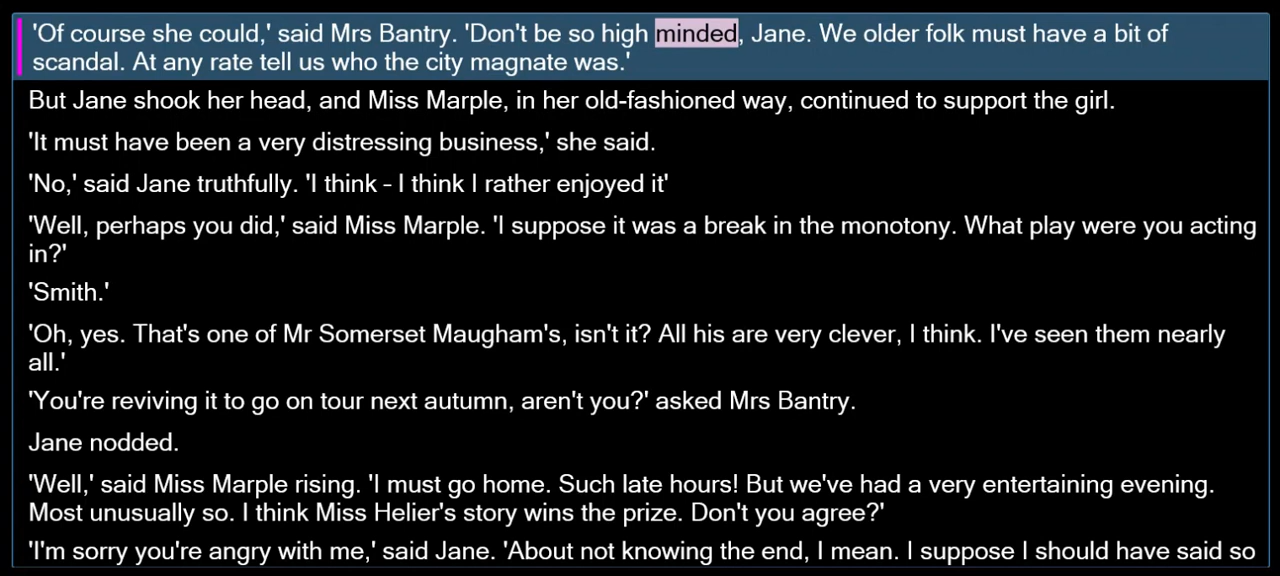 'Of course she could,' said Mrs Bantry. 'Don't be so high minded, Jane. We older folk must have a bit of
scandal. At any rate tell us who the city magnate was.'
But Jane shook her head, and Miss Marple, in her old-fashioned way, continued to support the girl.
'It must have been a very distressing business,' she said.
'No,' said Jane truthfully. 'I think - I think I rather enjoyed it'
'Well, perhaps you did,' said Miss Marple. 'I suppose it was a break in the monotony. What play were you acting
in?'
'Smith.'
'Oh, yes. That's one of Mr Somerset Maugham's, isn't it? All his are very clever, I think. I've seen them nearly
all.'
'You're reviving it to go on tour next autumn, aren't you?' asked Mrs Bantry.
Jane nodded.
'Well,' said Miss Marple rising. 'I must go home. Such late hours! But we've had a very entertaining evening.
Most unusually so. I think Miss Helier's story wins the prize. Don't you agree?'
'I'm sorry you're angry with me,' said Jane. 'About not knowing the end, I mean. I suppose I should have said so